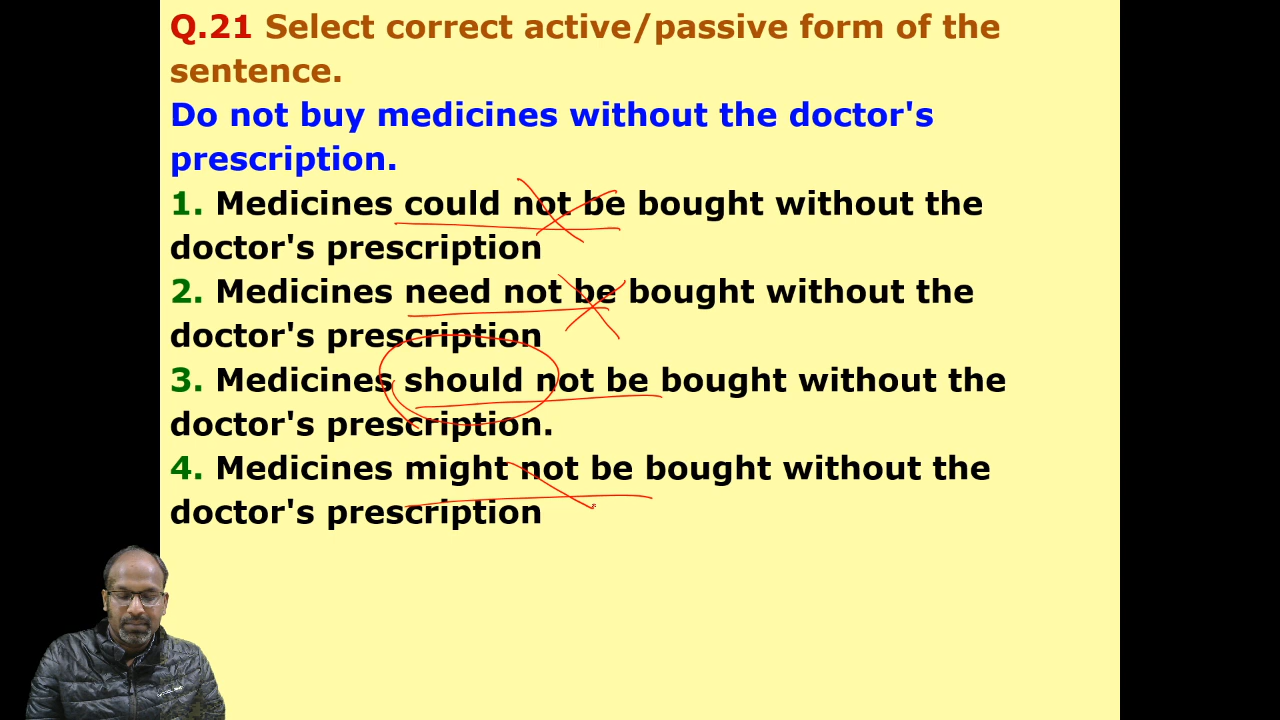 Q.21 Select correct active/passive form of the
sentence.
Do not buy medicines without the doctor's
prescription.
1. Medicines could not be bought without the
doctor's prescription
2. Medicines need not be bought without the
doctor's prescription
3. Medicines should not be bought without the
doctor's prescription.
4. Medicines might not be bought without the
doctor's prescription